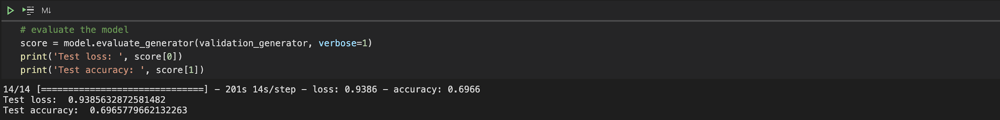 M↓
# evaluate the model
score = model.evaluate_generator(validation_generator, verbose=1)
print('Test loss: ', score[0])
print('Test accuracy: ', score[1])
14/14 [==============================] - 201s 14s/step - loss: 0.9386 - accuracy: 0.6966
Test loss:  0.9385632872581482
Test accuracy:  0.6965779662132263